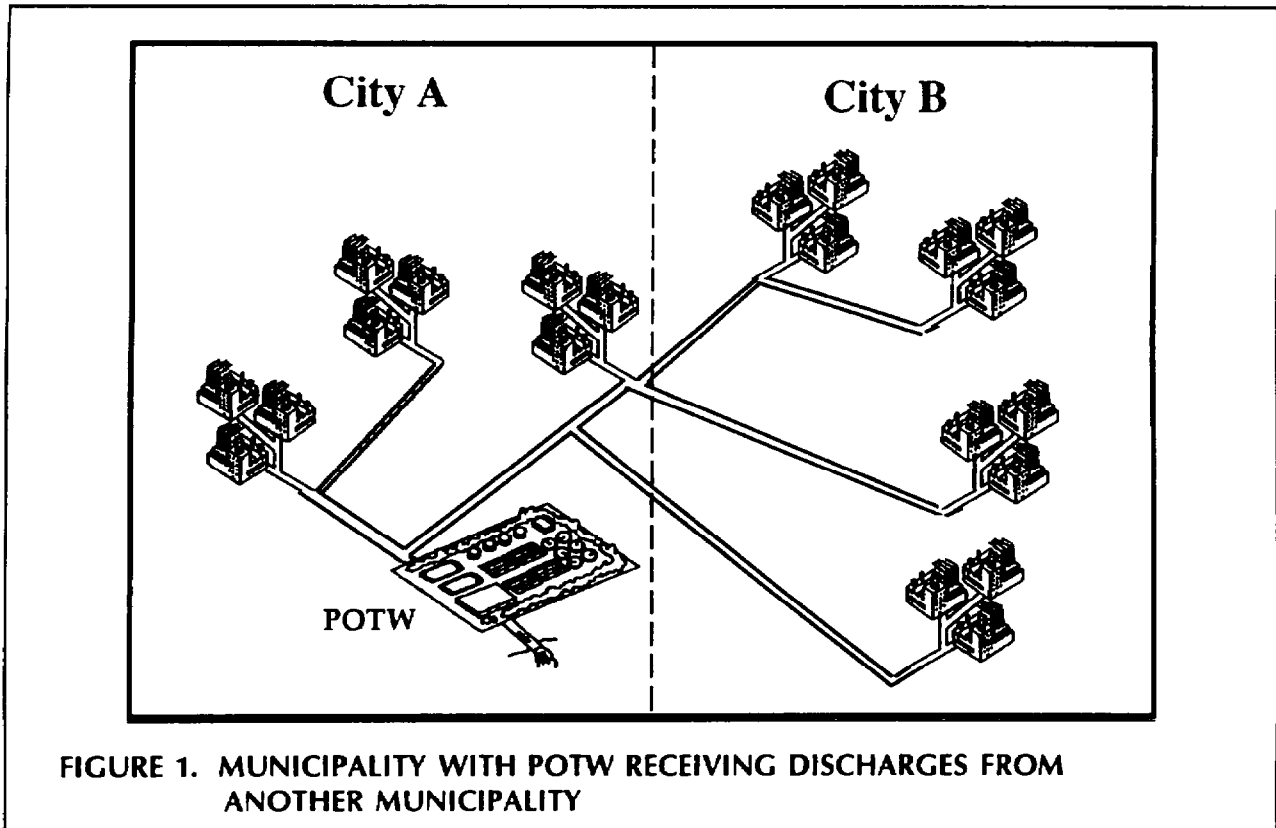 City A
City B
POTW
FIGURE 1. MUNICIPALITY WITH POTW RECEIVING DISCHARGES FROM
ANOTHER MUNICIPALITY